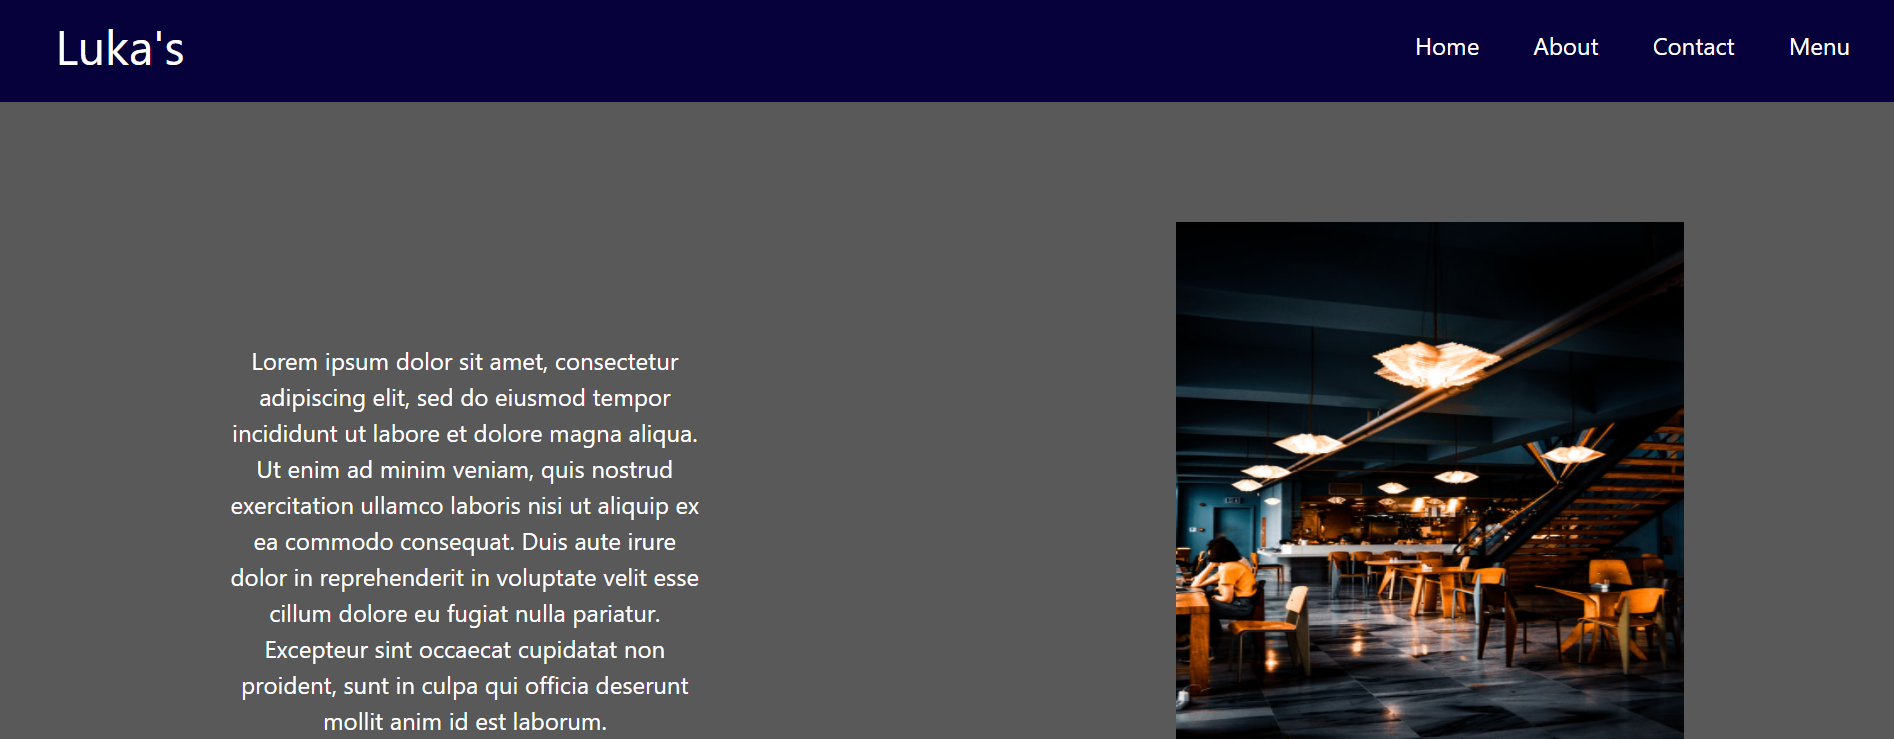 Luka's
Home About Contact Menu
Lorem ipsum dolor sit amet, consectetur
adipiscing elit, sed do eiusmod tempor
incididunt ut labore et dolore magna aliqua.
Ut enim ad minim veniam, quis nostrud
exercitation ullamco laboris nisi ut aliquip ex
ea commodo consequat. Duis aute irure
dolor in reprehenderit in voluptate velit esse
cillum dolore eu fugiat nulla pariatur.
Excepteur sint occaecat cupidatat non
proident, sunt in culpa qui officia deserunt
mollit anim id est laborum.